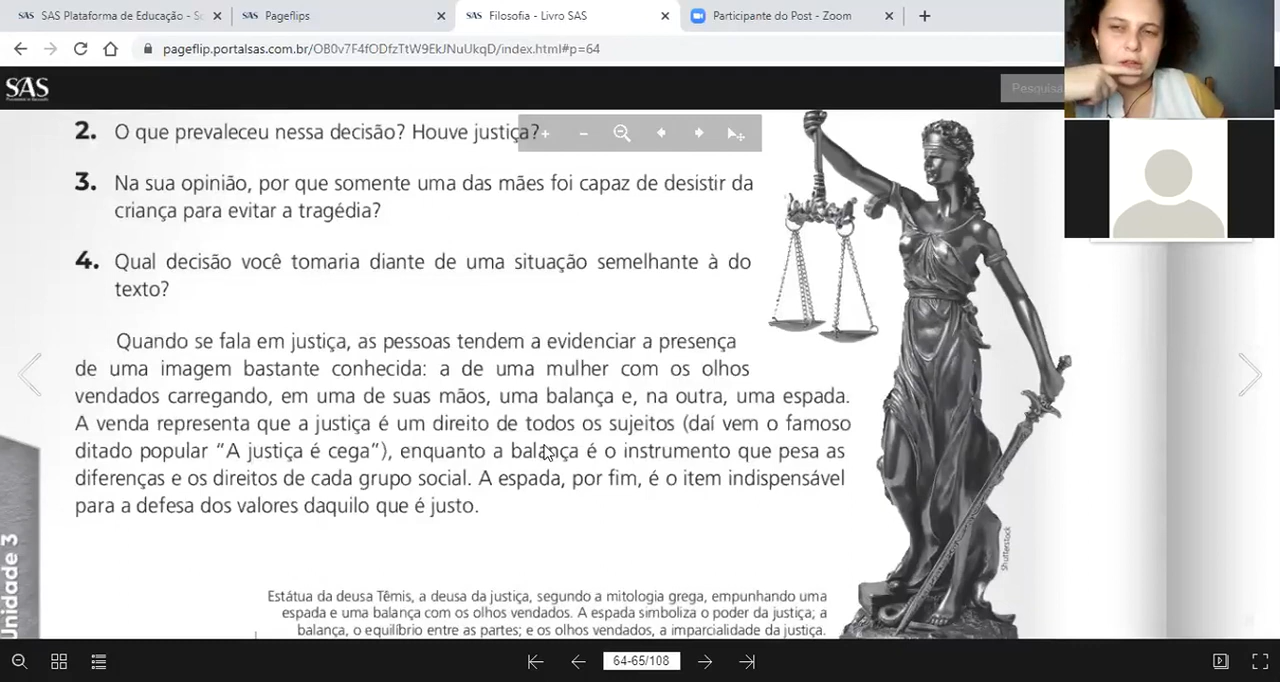 SAS Plataforma de Educação - Sc
Pageflips
Filosofia - Livro SAS
Participante do Post - Zoom
pageflip.portalsas.com.br/OB0v7F4fODfzTtW9EkJNuUkqD/index.html#p=64
SAS
Pesquisa
2. O que prevaleceu nessa decisão? Houve justiça?
3. Na sua opinião, por que somente uma das mães foi capaz de desistir da
criança para evitar a tragédia?
4. Qual decisão você tomaria diante de uma situação semelhante à do
texto?
Quando se fala em justiça, as pessoas tendem a evidenciar a presença
de uma imagem bastante conhecida: a de uma mulher com os olhos
vendados carregando, em uma de suas mãos, uma balança e, na outra, uma espada.
A venda representa que a justiça é um direito de todos os sujeitos (daí vem o famoso
ditado popular “A justiça é cega”), enquanto a balança é o instrumento que pesa as
diferenças e os direitos de cada grupo social. A espada, por fim, é o item indispensável
para a defesa dos valores daquilo que é justo.
Shutterstock
Unidade 3
Estátua da deusa Têmis, a deusa da justiça, segundo a mitologia grega, empunhando uma
espada e uma balança com os olhos vendados. A espada simboliza o poder da justiça; a
balança, o equilíbrio entre as partes; e os olhos vendados, a imparcialidade da justiça.
64-65/108